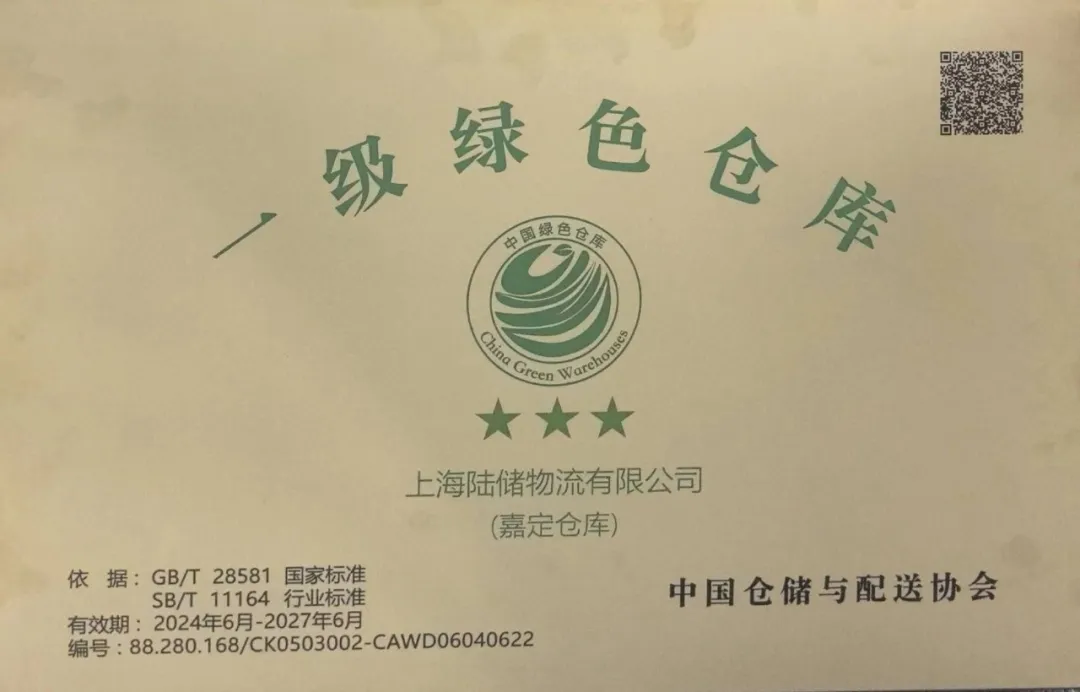 一级绿色仓库
中国绿色仓库
China Green Warehouses
上海陆储物流有限公司
(嘉定仓库)
依 据：GB/T 28581 国家标准
SB/T 11164 行业标准
有效期：2024年6月-2027年6月
编号：88.280.168/CK0503002-CAWD06040622
中国仓储与配送协会